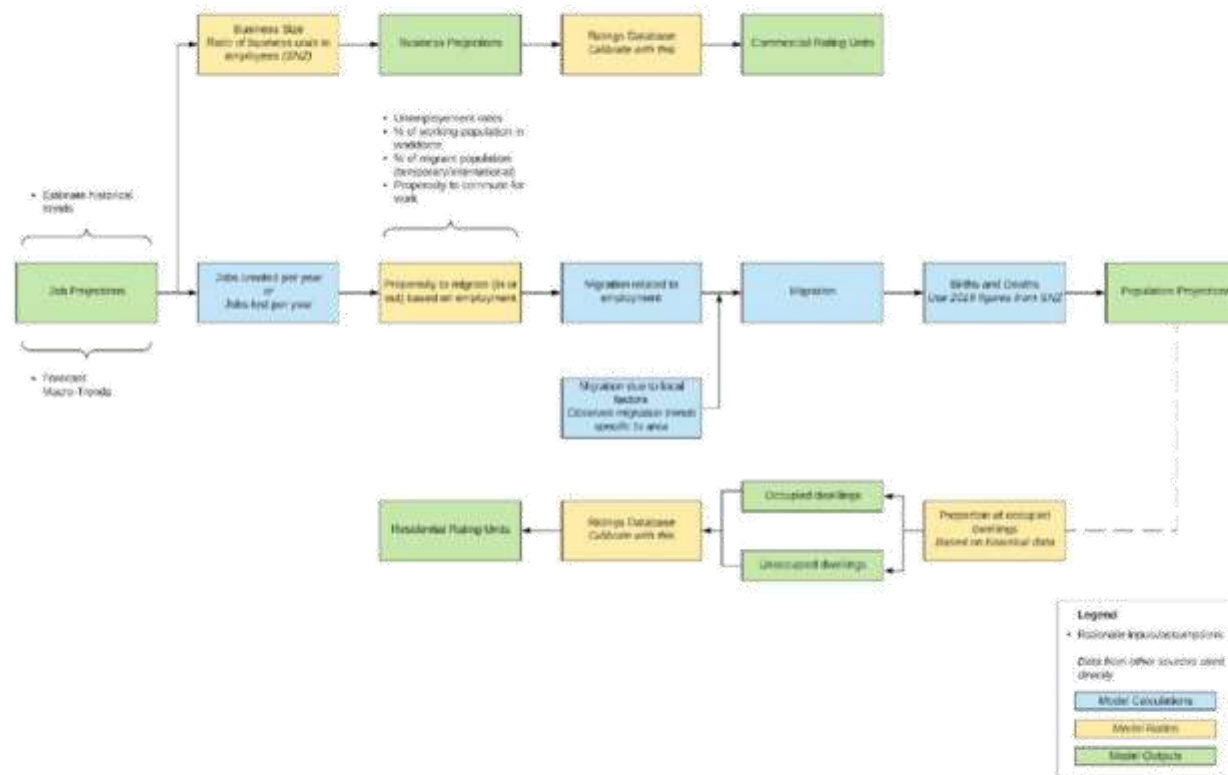 Business Size
Ratio of business units in
employees (SNZ)
Business Projections
Ratings Database
Calibrate with this
Commercial Rating Units
• Unemployement rates
• % of working population in
workforce
• % of migrant population
(temporary/international)
• Propensity to commute for
work
• Estimate historical
trends
Job Projections
Jobs created per year
or
Jobs lost per year
Propensity to migrate (in or
out) based on employment
Migration related to
employment
Migration
Births and Deaths
Use 2018 figures from SNZ
Population Projections
• Forecast
Macro-Trends
Migration due to local
factors
Observed migration trends
specific to area
Residential Rating Units
Ratings Database
Calibrate with this
Occupied dwellings
Unoccupied dwellings
Proportion of occupied
dwellings
Based on historical data
Legend
• Rationale inputs/assumptions
Data from other sources used
directly
Model Calculations
Model Ratios
Model Outputs